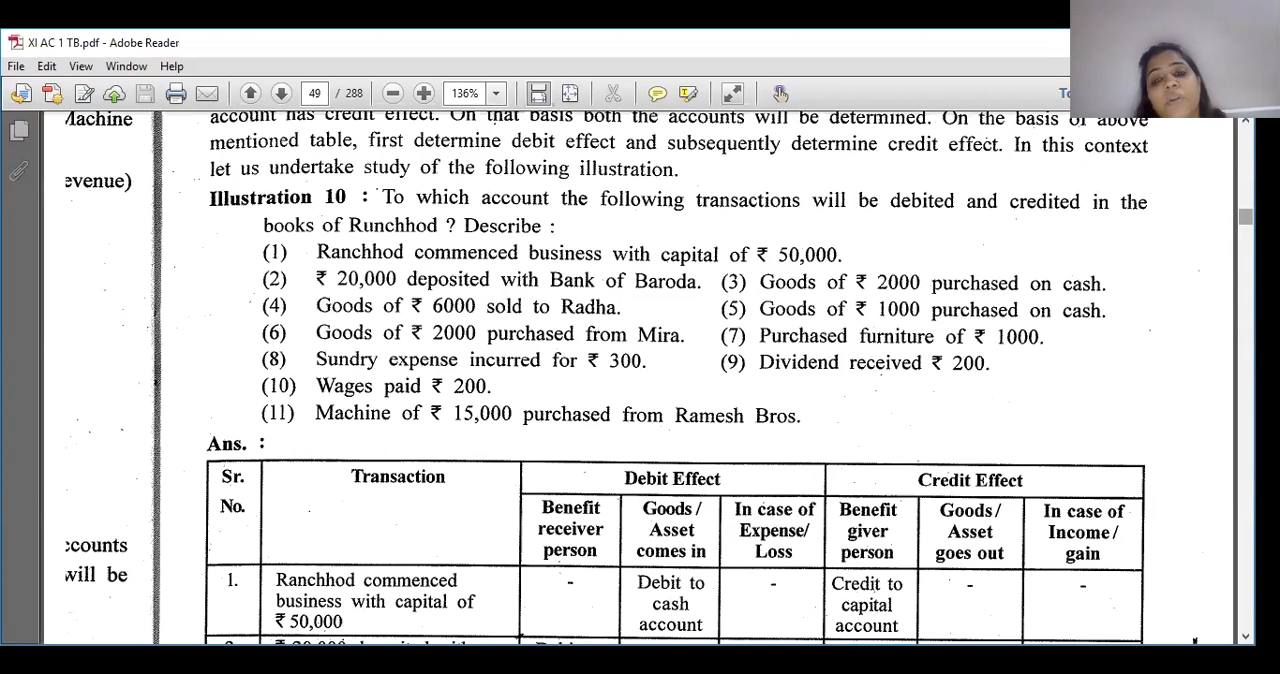 XI AC 1 TB.pdf - Adobe Reader
File Edit View Window Help
49 / 288 136%
Machine
evenue)
ccounts
will be
account has credit effect. On that basis both the accounts will be determined. On the basis of above
mentioned table, first determine debit effect and subsequently determine credit effect. In this context
let us undertake study of the following illustration.
Illustration 10 : To which account the following transactions will be debited and credited in the
books of Runchhod ? Describe :
(1) Ranchhod commenced business with capital of ₹ 50,000.
(2) ₹ 20,000 deposited with Bank of Baroda. (3) Goods of ₹ 2000 purchased on cash.
(4) Goods of ₹ 6000 sold to Radha. (5) Goods of ₹ 1000 purchased on cash.
(6) Goods of ₹ 2000 purchased from Mira. (7) Purchased furniture of ₹ 1000.
(8) Sundry expense incurred for ₹ 300. (9) Dividend received ₹ 200.
(10) Wages paid ₹ 200.
(11) Machine of ₹ 15,000 purchased from Ramesh Bros.
Ans. :
Sr. Transaction Debit Effect Credit Effect
No. Benefit Goods / In case of Benefit Goods / In case of
receiver Asset Expense/ giver Asset Income /
person comes in Loss person goes out gain
1. Ranchhod commenced - Debit to - Credit to - -
business with capital of cash capital
₹ 50,000 account account